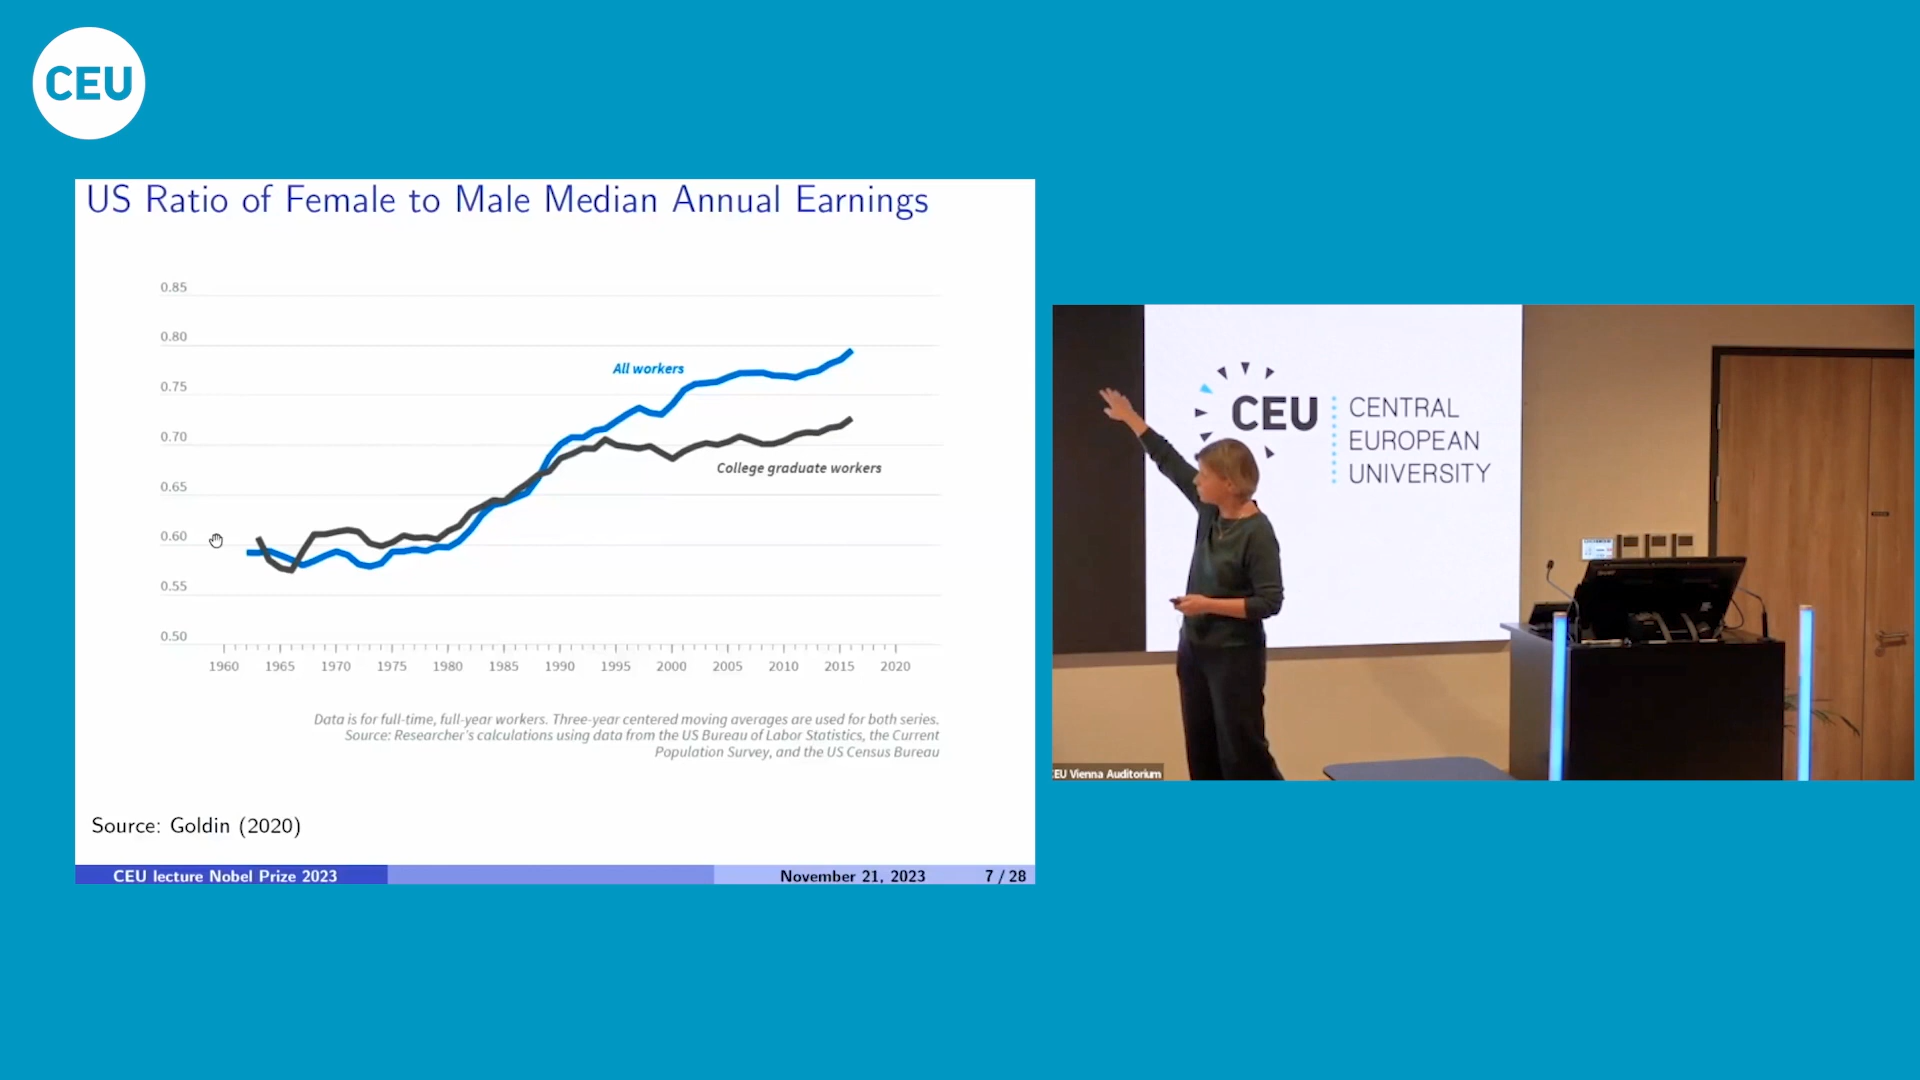 CEU
US Ratio of Female to Male Median Annual Earnings
0.85
0.80
0.75
0.70
0.65
0.60
0.55
0.50
All workers
College graduate workers
1960 1965 1970 1975 1980 1985 1990 1995 2000 2005 2010 2015 2020
Data is for full-time, full-year workers. Three-year centered moving averages are used for both series.
Source: Researcher's calculations using data from the US Bureau of Labor Statistics, the Current
Population Survey, and the US Census Bureau
Source: Goldin (2020)
CEU lecture Nobel Prize 2023 November 21, 2023 7 / 28
CEU
CENTRAL
EUROPEAN
UNIVERSITY
EU Vienna Auditorium